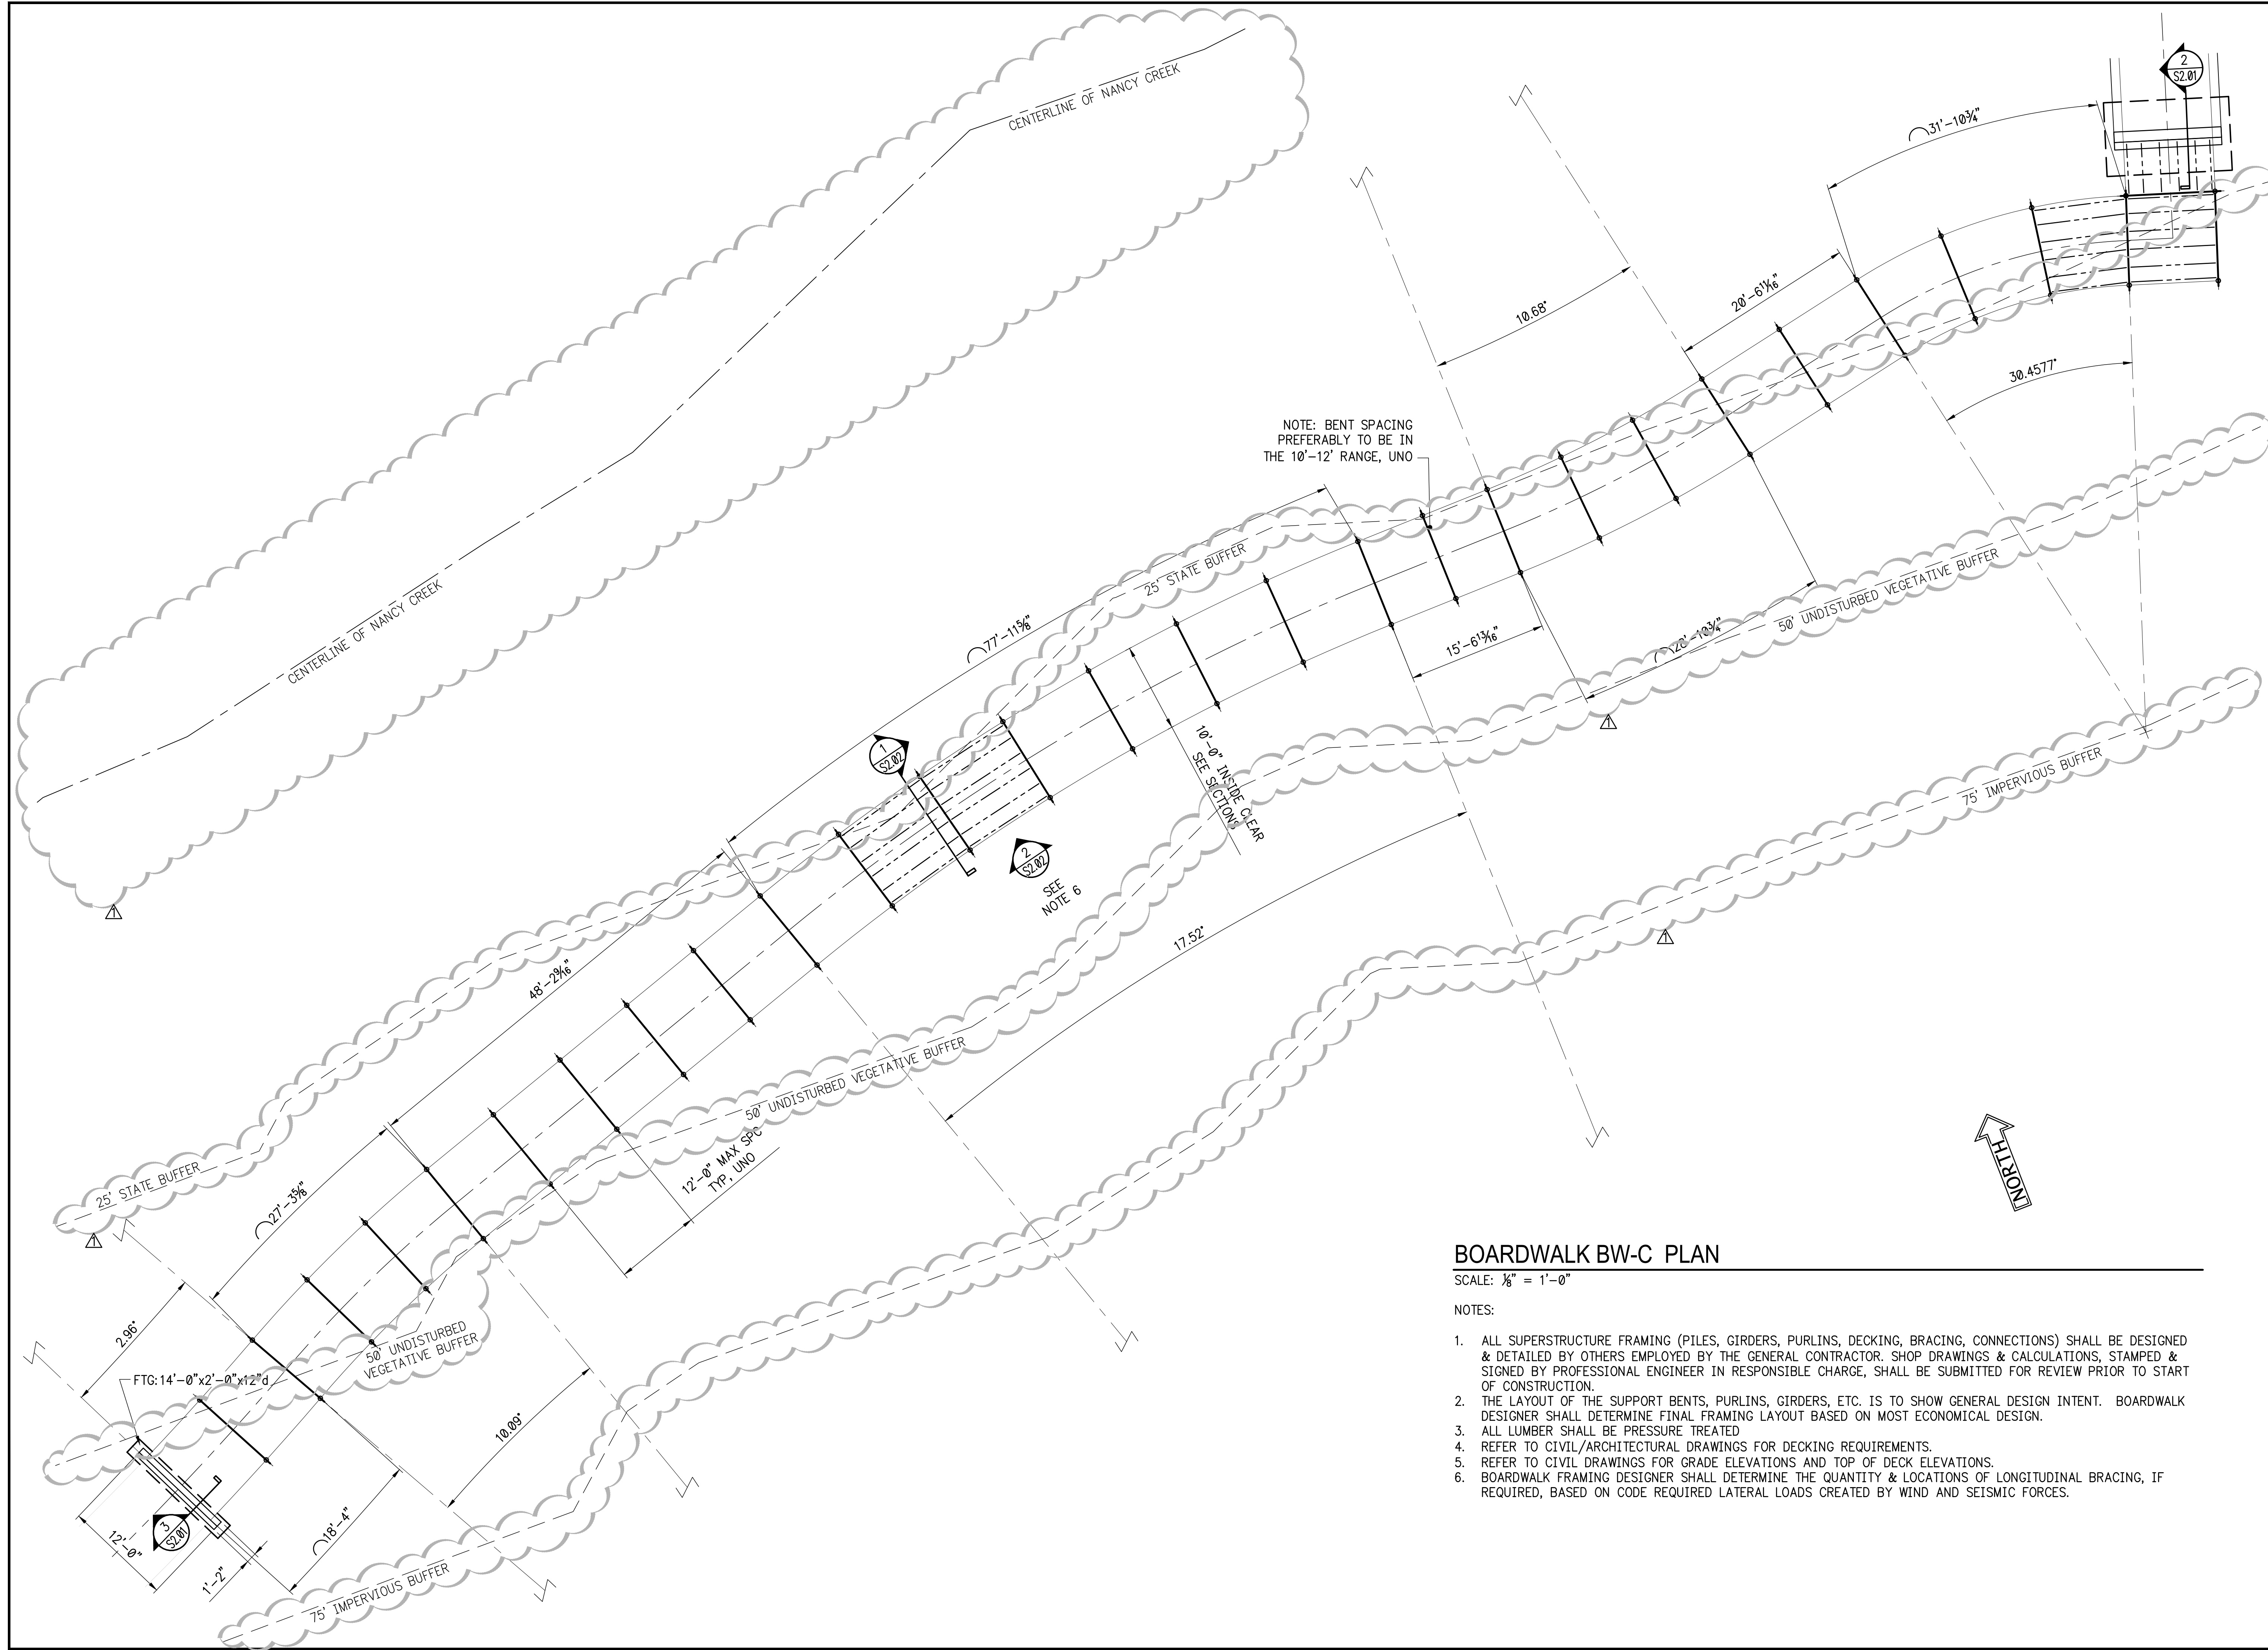 CENTERLINE OF NANCY CREEK
2
S2.01
31'-10¾"
10.68°
20'-6¹¹⁄₁₆"
30.4577°
NOTE: BENT SPACING
PREFERABLY TO BE IN
THE 10'-12' RANGE, UNO
25' STATE BUFFER
50' UNDISTURBED VEGETATIVE BUFFER
CENTERLINE OF NANCY CREEK
77'-11⅝"
15'-6¹³⁄₁₆"
1
S2.02
10'-0" INSIDE CLEAR
SEE SECTIONS
75' IMPERVIOUS BUFFER
1
2
S2.02
SEE
NOTE 6
1
17.52°
1
48'-2⁹⁄₁₆"
50' UNDISTURBED VEGETATIVE BUFFER
12'-0" MAX SPC
TYP, UNO
25' STATE BUFFER
27'-3⅝"
1
NORTH
2.96°
50' UNDISTURBED
VEGETATIVE BUFFER
FTG:14'-0"x2'-0"x12"d
10.09°
3
S2.01
12'-0"
18'-4"
1'-2"
75' IMPERVIOUS BUFFER
BOARDWALK BW-C PLAN
SCALE: ⅛" = 1'-0"
NOTES:
1. ALL SUPERSTRUCTURE FRAMING (PILES, GIRDERS, PURLINS, DECKING, BRACING, CONNECTIONS) SHALL BE DESIGNED
& DETAILED BY OTHERS EMPLOYED BY THE GENERAL CONTRACTOR. SHOP DRAWINGS & CALCULATIONS, STAMPED &
SIGNED BY PROFESSIONAL ENGINEER IN RESPONSIBLE CHARGE, SHALL BE SUBMITTED FOR REVIEW PRIOR TO START
OF CONSTRUCTION.
2. THE LAYOUT OF THE SUPPORT BENTS, PURLINS, GIRDERS, ETC. IS TO SHOW GENERAL DESIGN INTENT. BOARDWALK
DESIGNER SHALL DETERMINE FINAL FRAMING LAYOUT BASED ON MOST ECONOMICAL DESIGN.
3. ALL LUMBER SHALL BE PRESSURE TREATED
4. REFER TO CIVIL/ARCHITECTURAL DRAWINGS FOR DECKING REQUIREMENTS.
5. REFER TO CIVIL DRAWINGS FOR GRADE ELEVATIONS AND TOP OF DECK ELEVATIONS.
6. BOARDWALK FRAMING DESIGNER SHALL DETERMINE THE QUANTITY & LOCATIONS OF LONGITUDINAL BRACING, IF
REQUIRED, BASED ON CODE REQUIRED LATERAL LOADS CREATED BY WIND AND SEISMIC FORCES.